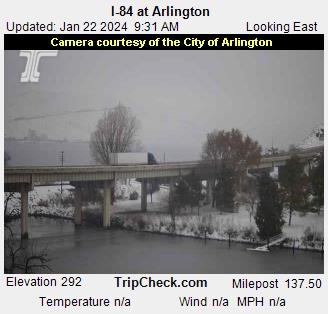 I-84 at Arlington
Updated: Jan 22 2024 9:31 AM Looking East
Camera courtesy of the City of Arlington
Elevation 292 TripCheck.com Milepost 137.50
Temperature n/a Wind n/a MPH n/a